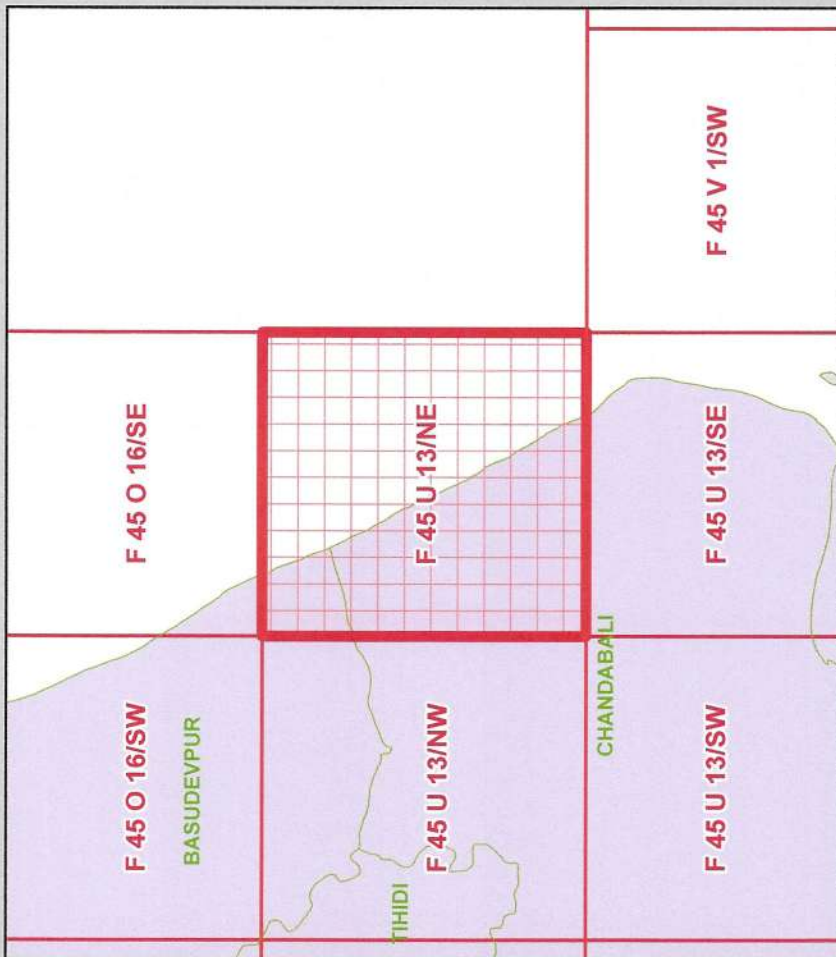 F 45 O 16/SW
BASUDEVPUR
F 45 O 16/SE
TIHIDI
F 45 U 13/NW
F 45 U 13/NE
CHANDABALI
F 45 U 13/SW
F 45 U 13/SE
F 45 V 1/SW